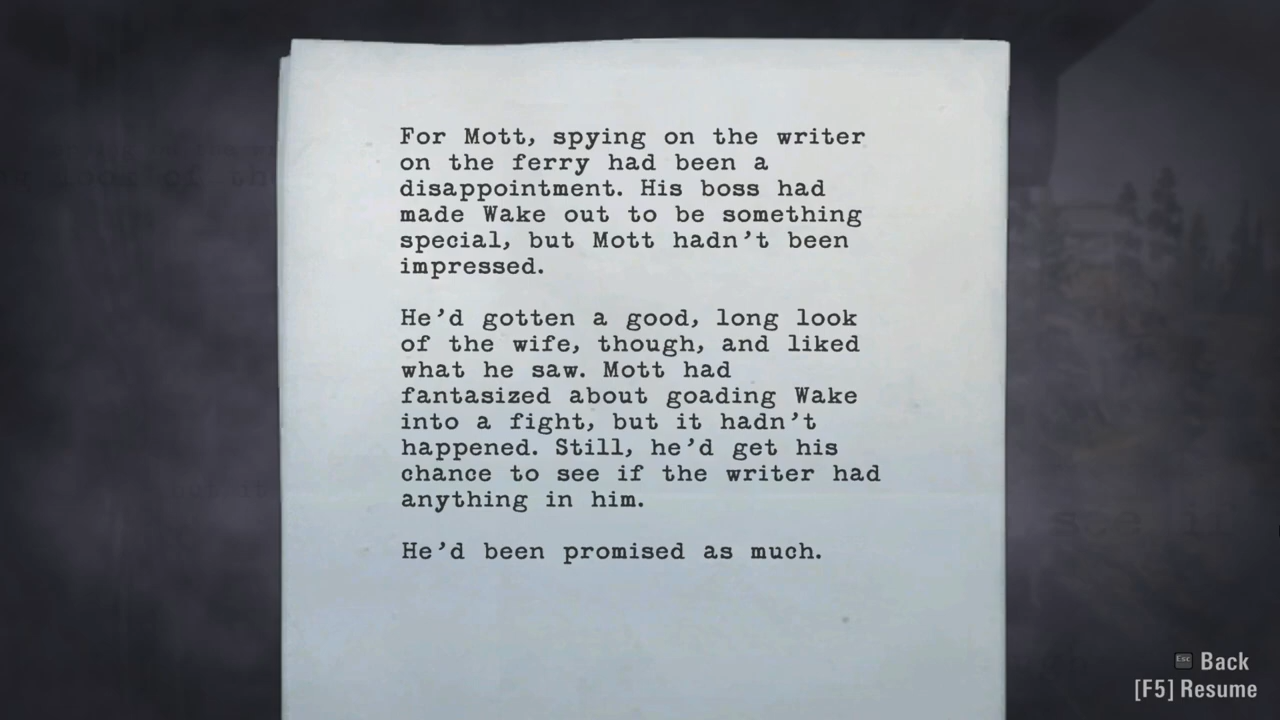 For Mott, spying on the writer
on the ferry had been a
disappointment. His boss had
made Wake out to be something
special, but Mott hadn't been
impressed.
He'd gotten a good, long look
of the wife, though, and liked
what he saw. Mott had
fantasized about goading Wake
into a fight, but it hadn't
happened. Still, he'd get his
chance to see if the writer had
anything in him.
He'd been promised as much.
Esc Back
[F5] Resume